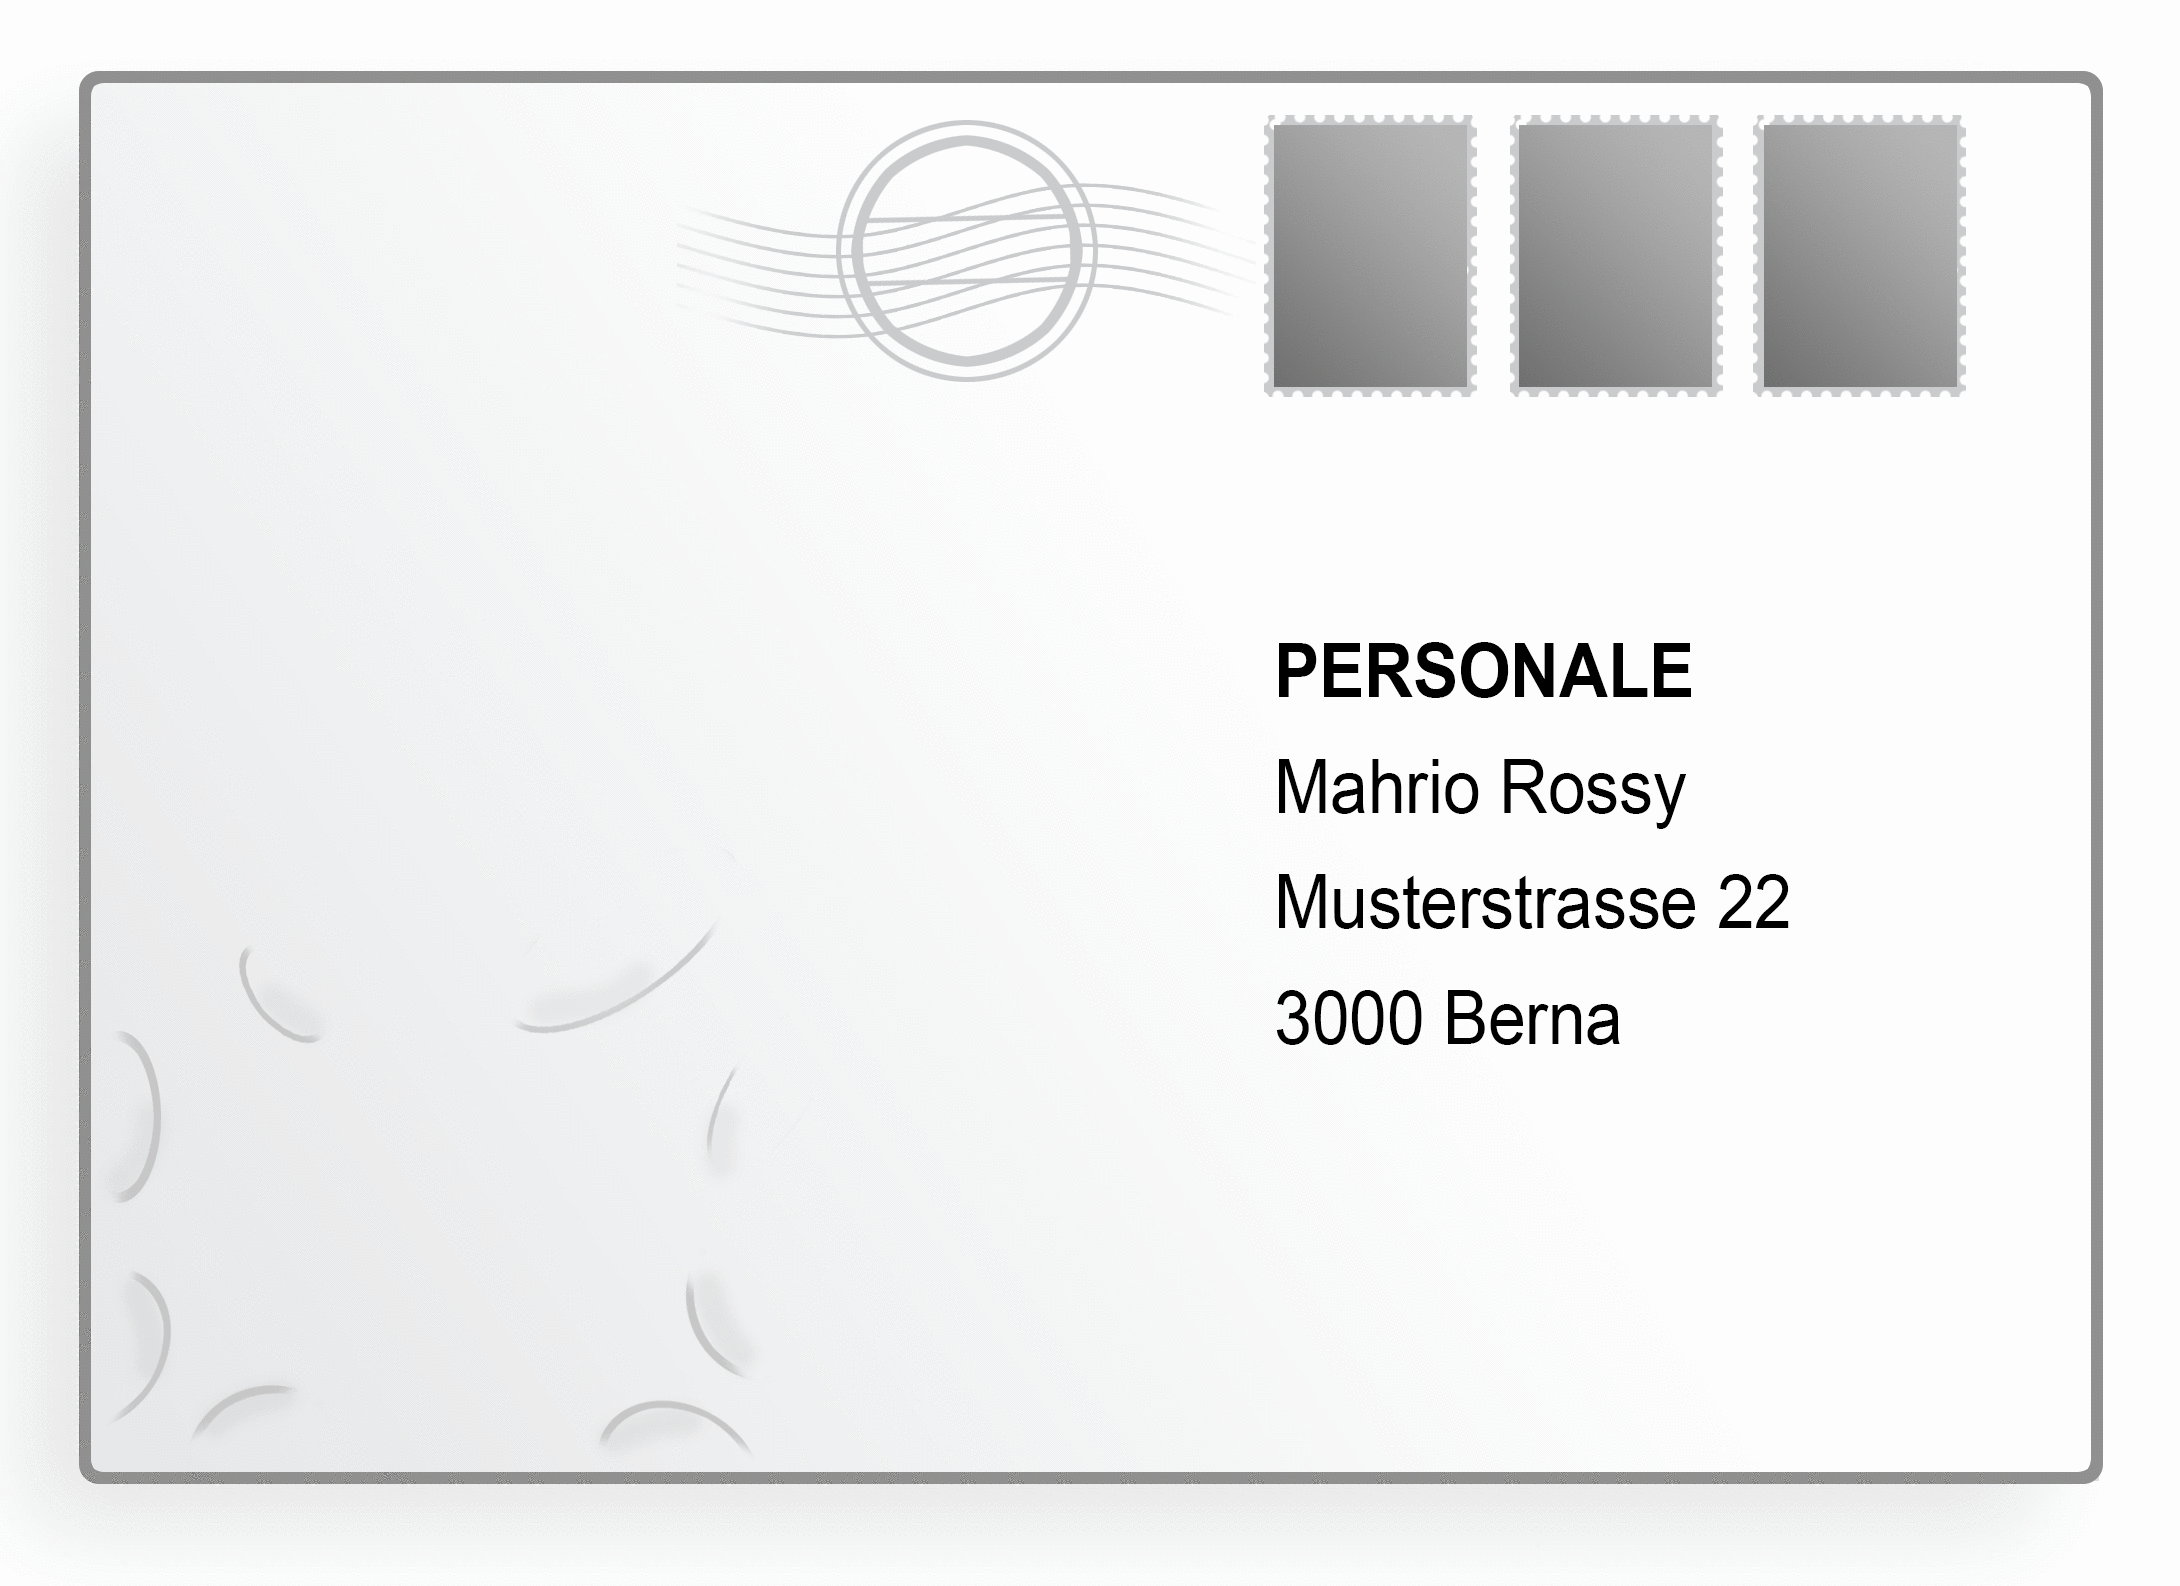 PERSONALE
Mahrio Rossy
Musterstrasse 22
3000 Berna